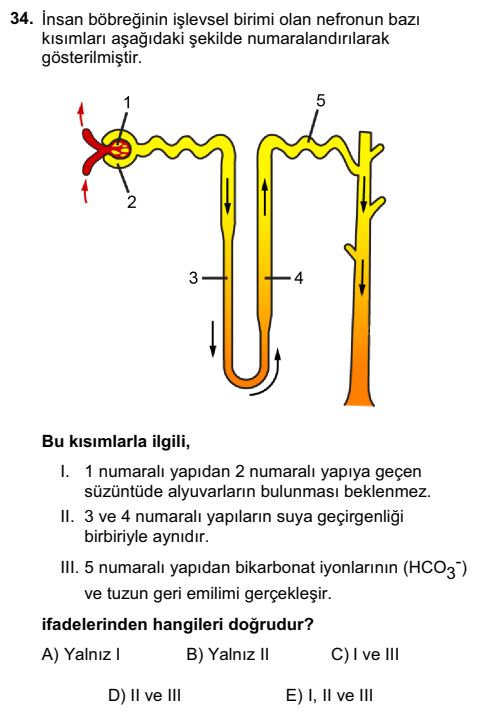 34. İnsan böbreğinin işlevsel birimi olan nefronun bazı
kısımları aşağıdaki şekilde numaralandırılarak
gösterilmiştir.
1
5
2
3
4
Bu kısımlarla ilgili,
I. 1 numaralı yapıdan 2 numaralı yapıya geçen
süzüntüde alyuvarların bulunması beklenmez.
II. 3 ve 4 numaralı yapıların suya geçirgenliği
birbiriyle aynıdır.
III. 5 numaralı yapıdan bikarbonat iyonlarının (HCO₃⁻)
ve tuzun geri emilimi gerçekleşir.
ifadelerinden hangileri doğrudur?
A) Yalnız I B) Yalnız II C) I ve III
D) II ve III E) I, II ve III